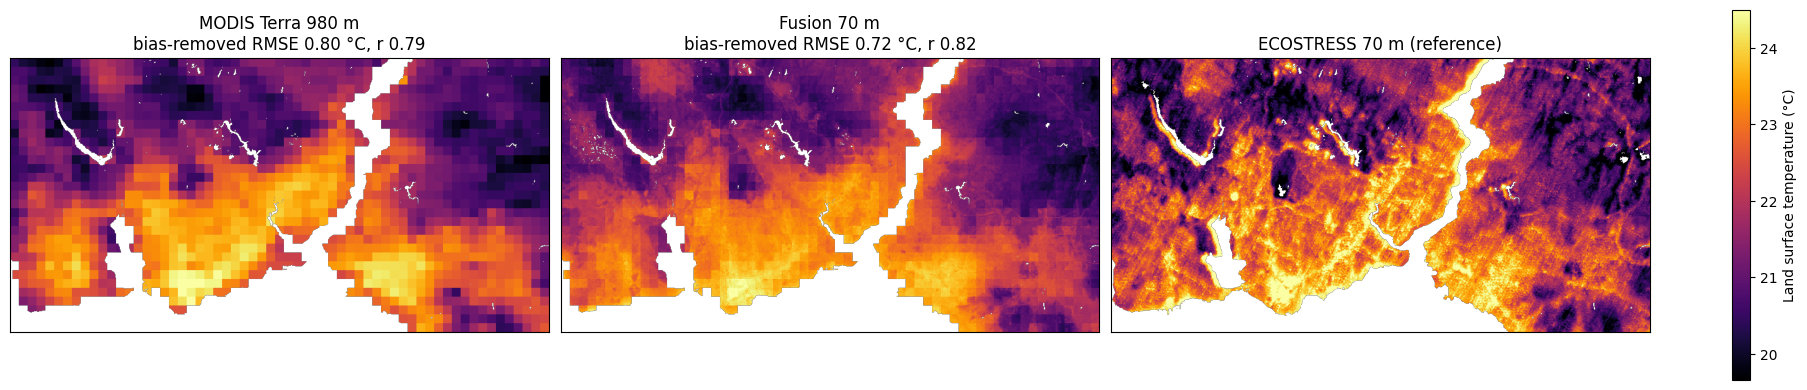 MODIS Terra 980 m
bias-removed RMSE 0.80 °C, r 0.79
Fusion 70 m
bias-removed RMSE 0.72 °C, r 0.82
ECOSTRESS 70 m (reference)
24
23
22
21
20
Land surface temperature (°C)